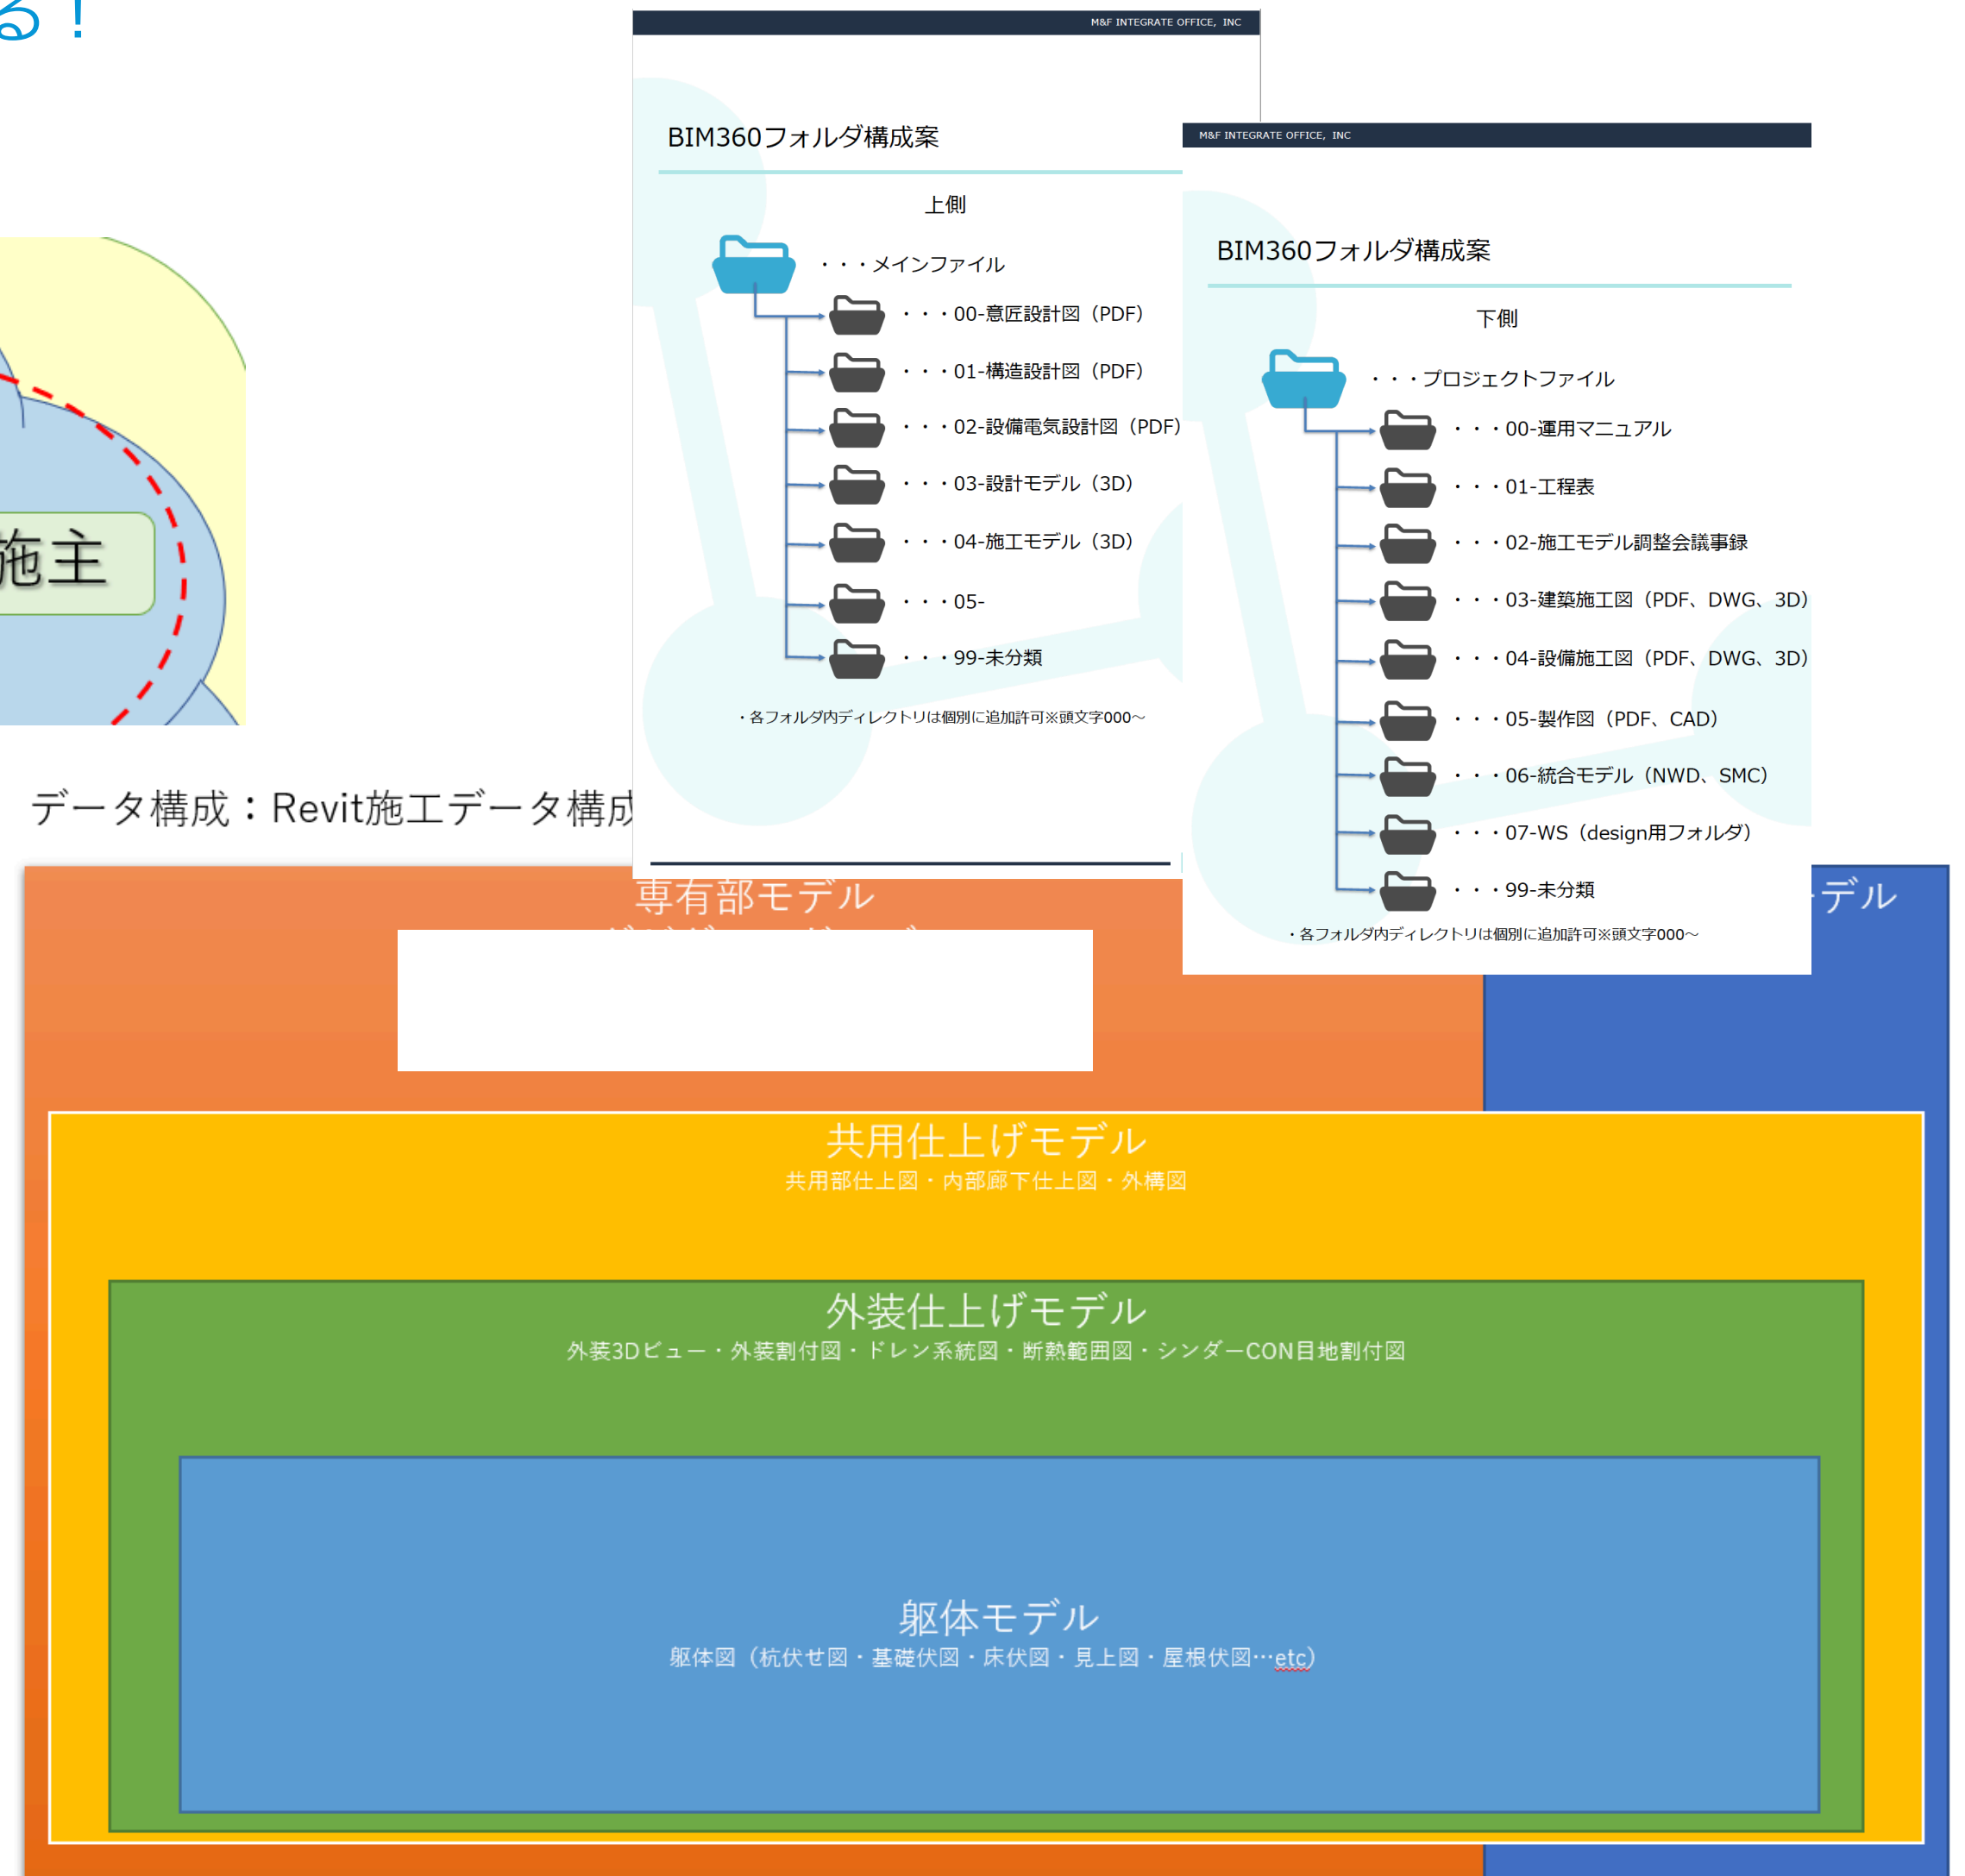 る！
施主
M&F INTEGRATE OFFICE, INC
BIM360フォルダ構成案
上側
・・・メインファイル
・・・00-意匠設計図（PDF）
・・・01-構造設計図（PDF）
・・・02-設備電気設計図（PDF）
・・・03-設計モデル（3D）
・・・04-施工モデル（3D）
・・・05-
・・・99-未分類
・各フォルダ内ディレクトリは個別に追加許可※頭文字000～
M&F INTEGRATE OFFICE, INC
BIM360フォルダ構成案
下側
・・・プロジェクトファイル
・・・00-運用マニュアル
・・・01-工程表
・・・02-施工モデル調整会議事録
・・・03-建築施工図（PDF、DWG、3D）
・・・04-設備施工図（PDF、DWG、3D）
・・・05-製作図（PDF、CAD）
・・・06-統合モデル（NWD、SMC）
・・・07-WS（design用フォルダ）
・・・99-未分類
・各フォルダ内ディレクトリは個別に追加許可※頭文字000～
データ構成：Revit施工データ構成
専有部モデル
デル
共用仕上げモデル
共用部仕上図・内部廊下仕上図・外構図
外装仕上げモデル
外装3Dビュー・外装割付図・ドレン系統図・断熱範囲図・シンダーCON目地割付図
躯体モデル
躯体図（杭伏せ図・基礎伏図・床伏図・見上図・屋根伏図…etc）